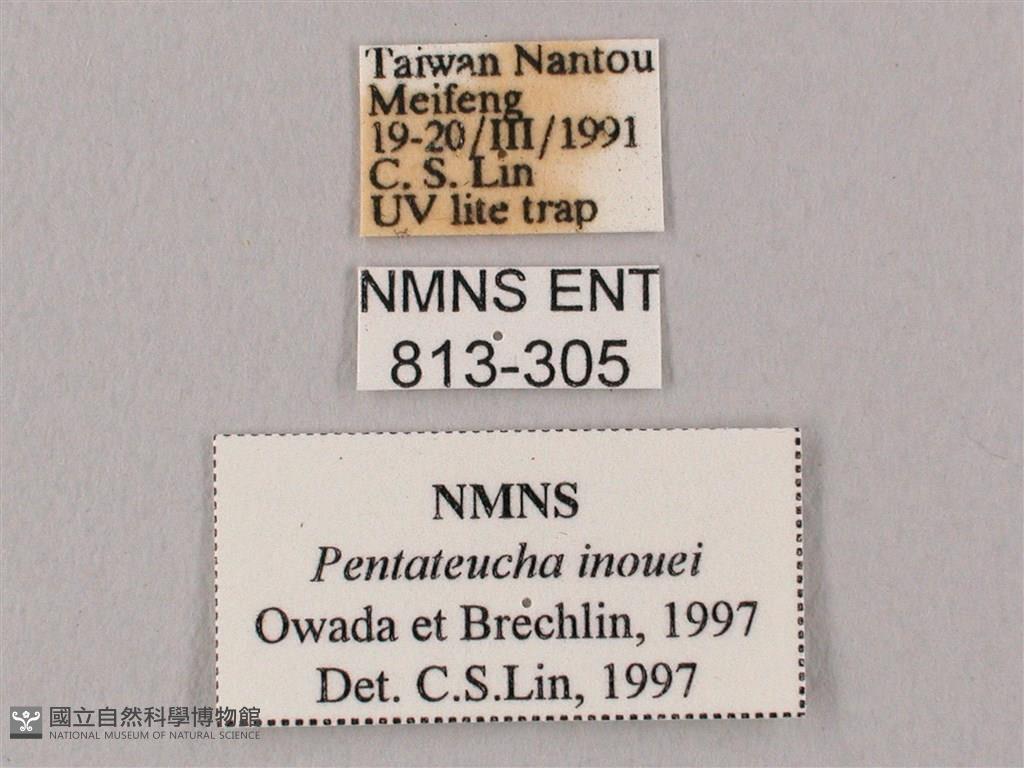 Taiwan Nantou
Meifeng
19-20/III/1991
C. S. Lin
UV lite trap
NMNS ENT
813-305
NMNS
Pentateucha inouei
Owada et Brechlin, 1997
Det. C.S.Lin, 1997
國立自然科學博物館
NATIONAL MUSEUM OF NATURAL SCIENCE